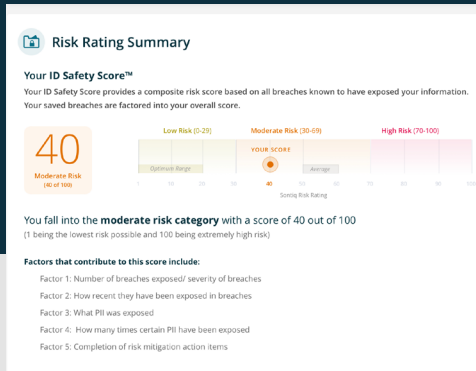 Risk Rating Summary
Your ID Safety Score™
Your ID Safety Score provides a composite risk score based on all breaches known to have exposed your information.
Your saved breaches are factored into your overall score.
40
Moderate Risk
(40 of 100)
Low Risk (0-29)
Moderate Risk (30-69)
High Risk (70-100)
YOUR SCORE
Optimum Range
Average
1 10 20 30 40 50 60 70 80 90 100
Sontiq Risk Rating
You fall into the moderate risk category with a score of 40 out of 100
(1 being the lowest risk possible and 100 being extremely high risk)
Factors that contribute to this score include:
Factor 1: Number of breaches exposed/ severity of breaches
Factor 2: How recent they have been exposed in breaches
Factor 3: What PII was exposed
Factor 4: How many times certain PII have been exposed
Factor 5: Completion of risk mitigation action items